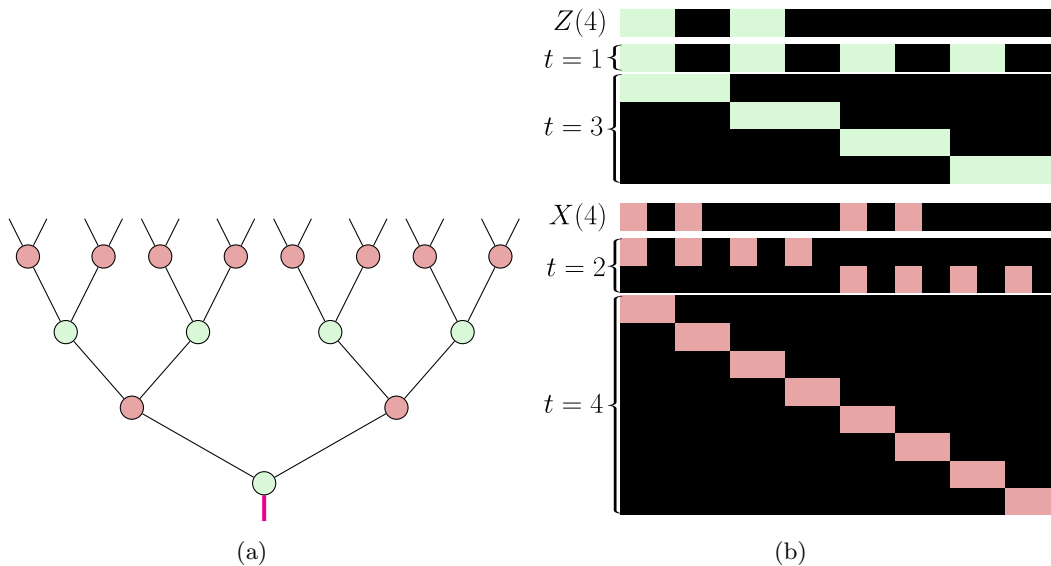 Z(4)
t = 1
t = 3
X(4)
t = 2
t = 4
(a)
(b)